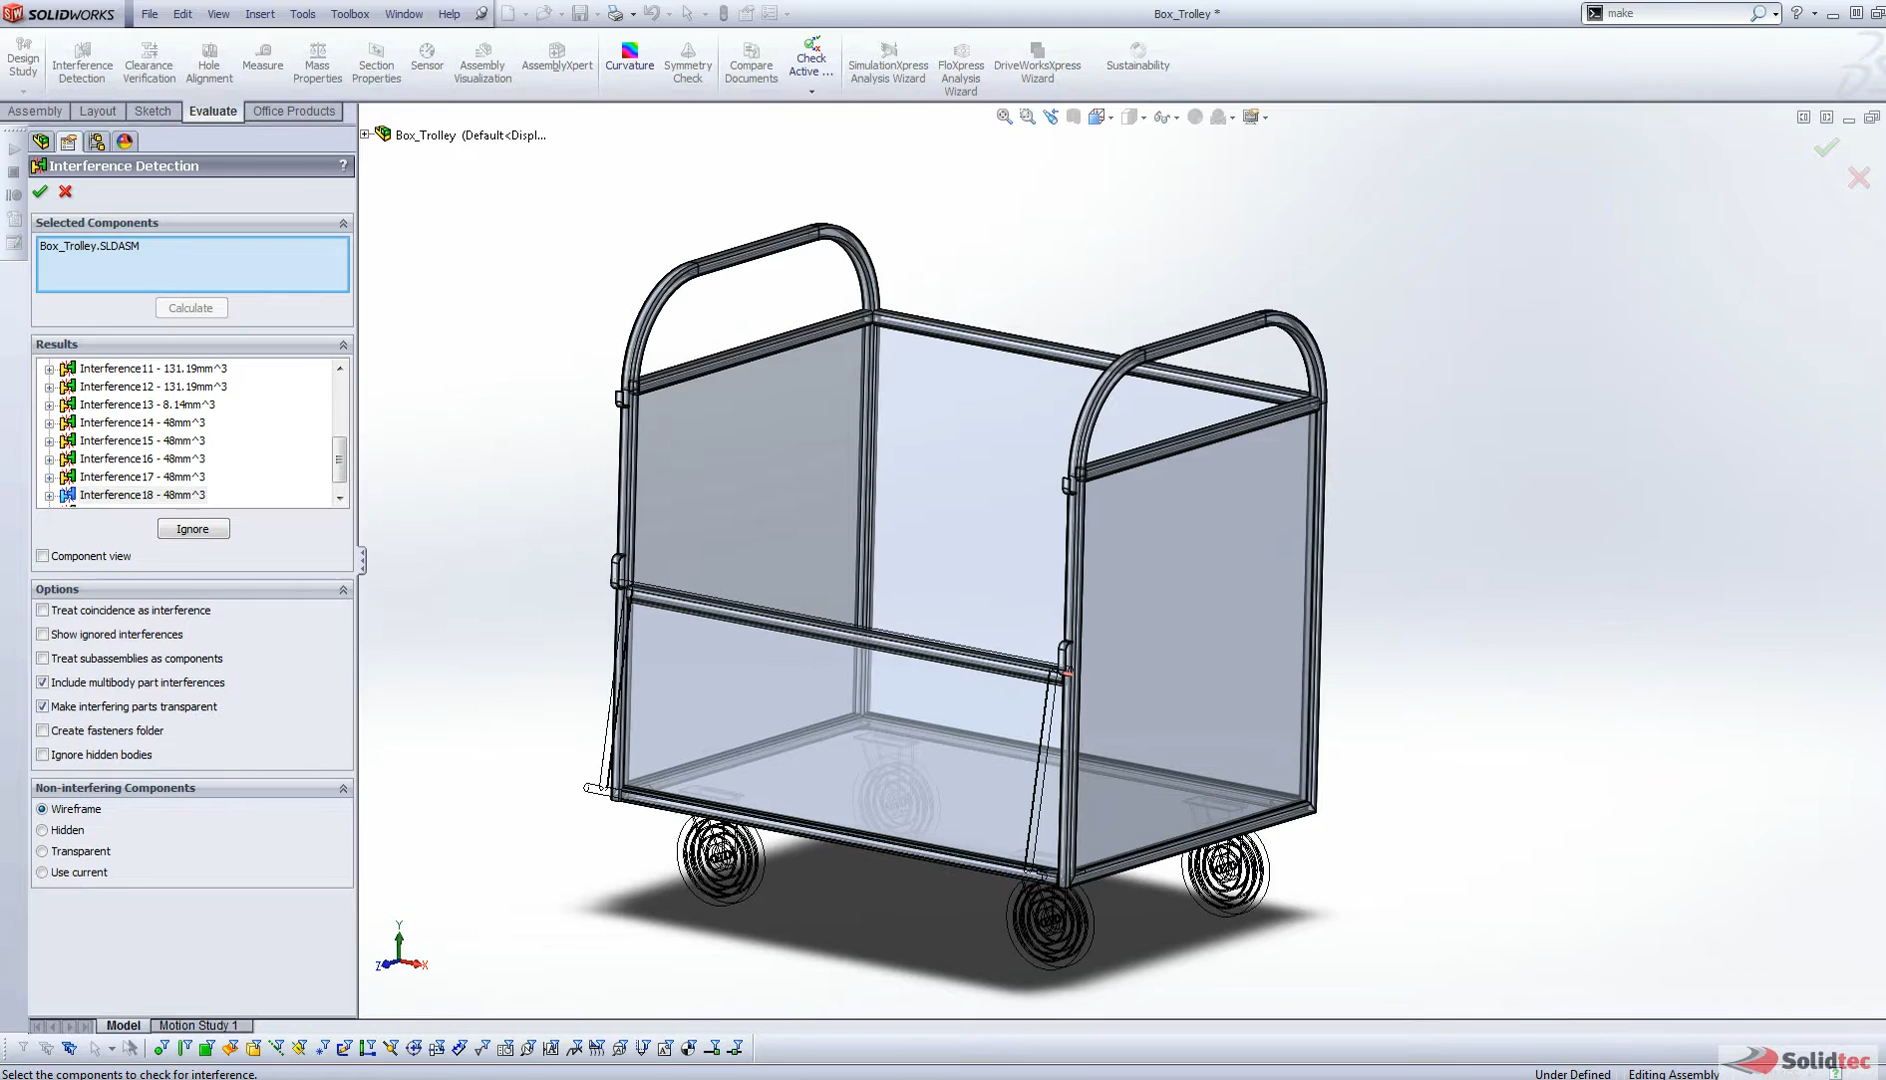 SOLIDWORKS File Edit View Insert Tools Toolbox Window Help Box_Trolley * make
Design Study
Interference Detection
Clearance Verification
Hole Alignment
Measure
Mass Properties
Section Properties
Sensor
Assembly Visualization
AssemblyXpert
Curvature
Symmetry Check
Compare Documents
Check Active ...
SimulationXpress Analysis Wizard
FloXpress Analysis Wizard
DriveWorksXpress Wizard
Sustainability
Assembly Layout Sketch Evaluate Office Products
Box_Trolley (Default<Displ...
Interference Detection ?
Selected Components
Box_Trolley.SLDASM
Calculate
Results
Interference11 - 131.19mm^3
Interference12 - 131.19mm^3
Interference13 - 8.14mm^3
Interference14 - 48mm^3
Interference15 - 48mm^3
Interference16 - 48mm^3
Interference17 - 48mm^3
Interference18 - 48mm^3
Ignore
Component view
Options
Treat coincidence as interference
Show ignored interferences
Treat subassemblies as components
Include multibody part interferences
Make interfering parts transparent
Create fasteners folder
Ignore hidden bodies
Non-interfering Components
Wireframe
Hidden
Transparent
Use current
Y
Z X
Model Motion Study 1
Solidtec
Select the components to check for interference. Under Defined Editing Assembly